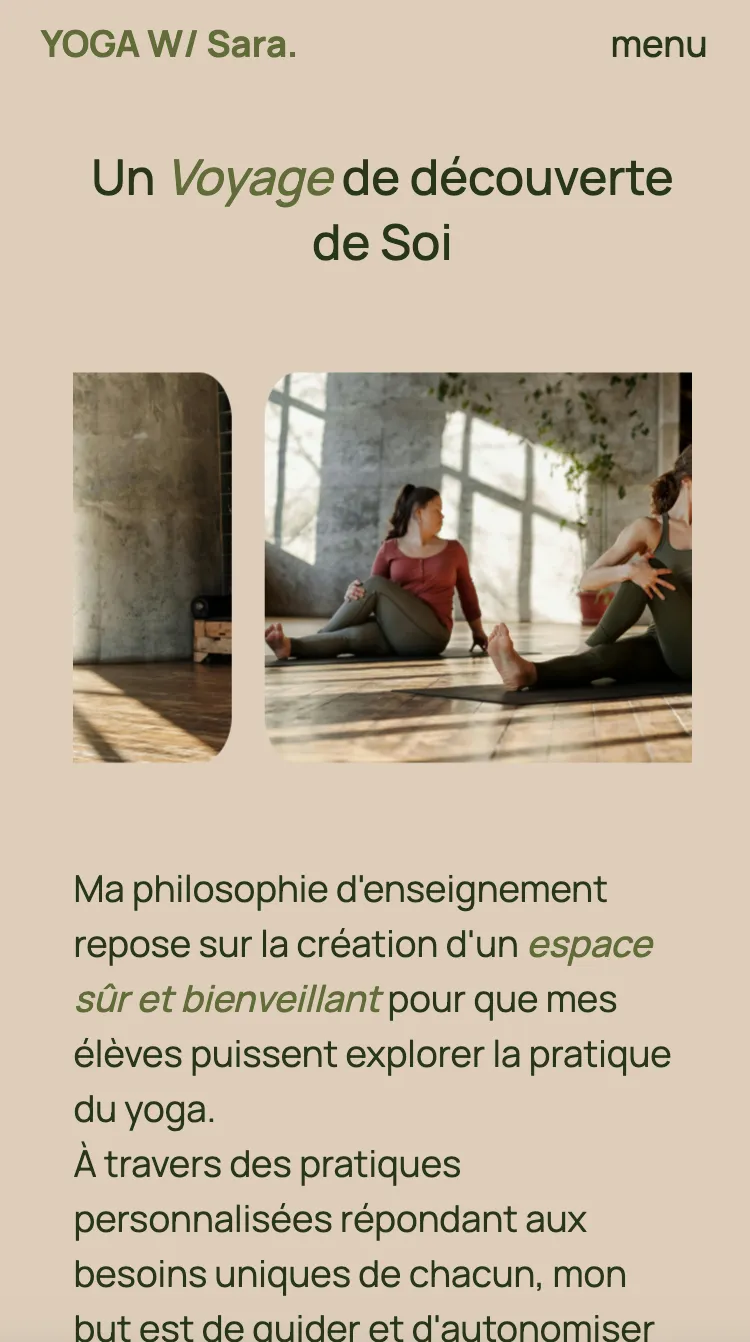 YOGA W/ Sara.
menu
Un Voyage de découverte
de Soi
Ma philosophie d'enseignement
repose sur la création d'un espace
sûr et bienveillant pour que mes
élèves puissent explorer la pratique
du yoga.
À travers des pratiques
personnalisées répondant aux
besoins uniques de chacun, mon
but est de guider et d'autonomiser